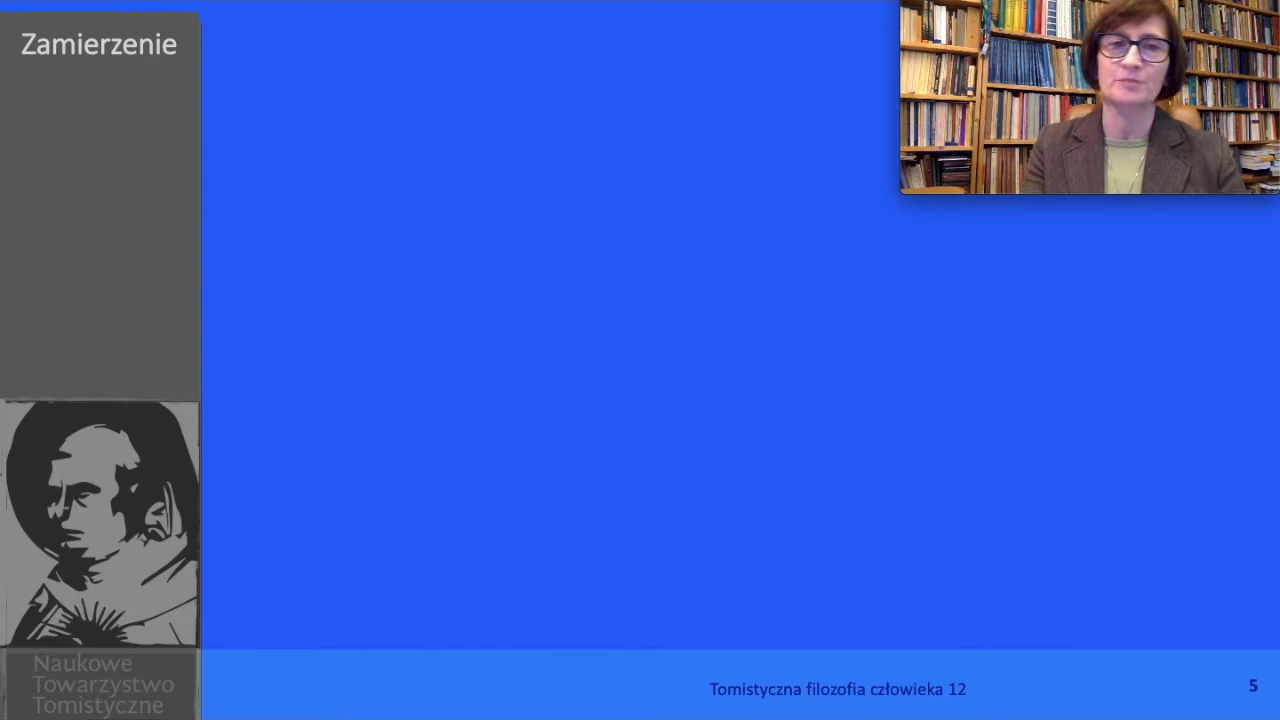 Zamierzenie
Naukowe
Towarzystwo
Tomistyczne
Tomistyczna filozofia człowieka 12
5